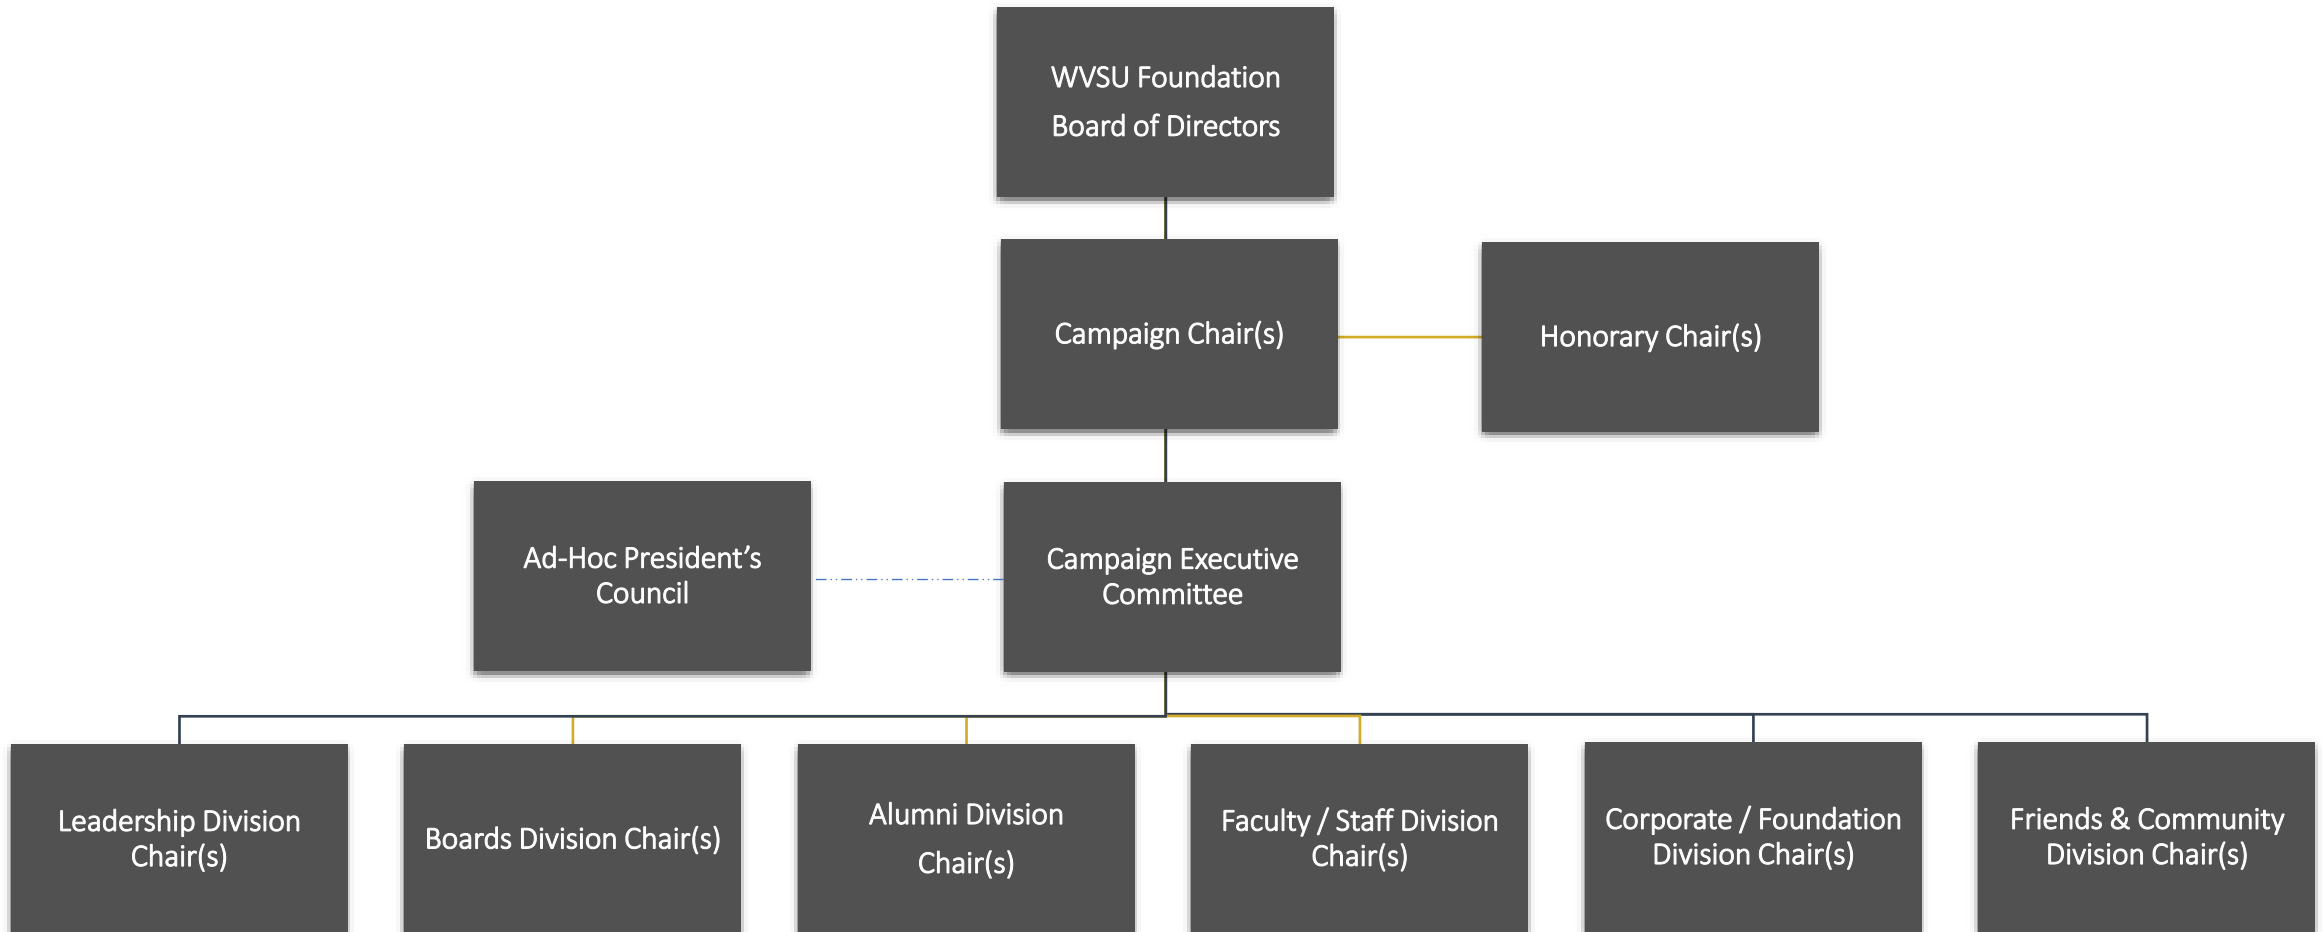 WVSU Foundation
Board of Directors
Campaign Chair(s)
Honorary Chair(s)
Ad-Hoc President’s
Council
Campaign Executive
Committee
Leadership Division
Chair(s)
Boards Division Chair(s)
Alumni Division
Chair(s)
Faculty / Staff Division
Chair(s)
Corporate / Foundation
Division Chair(s)
Friends & Community
Division Chair(s)